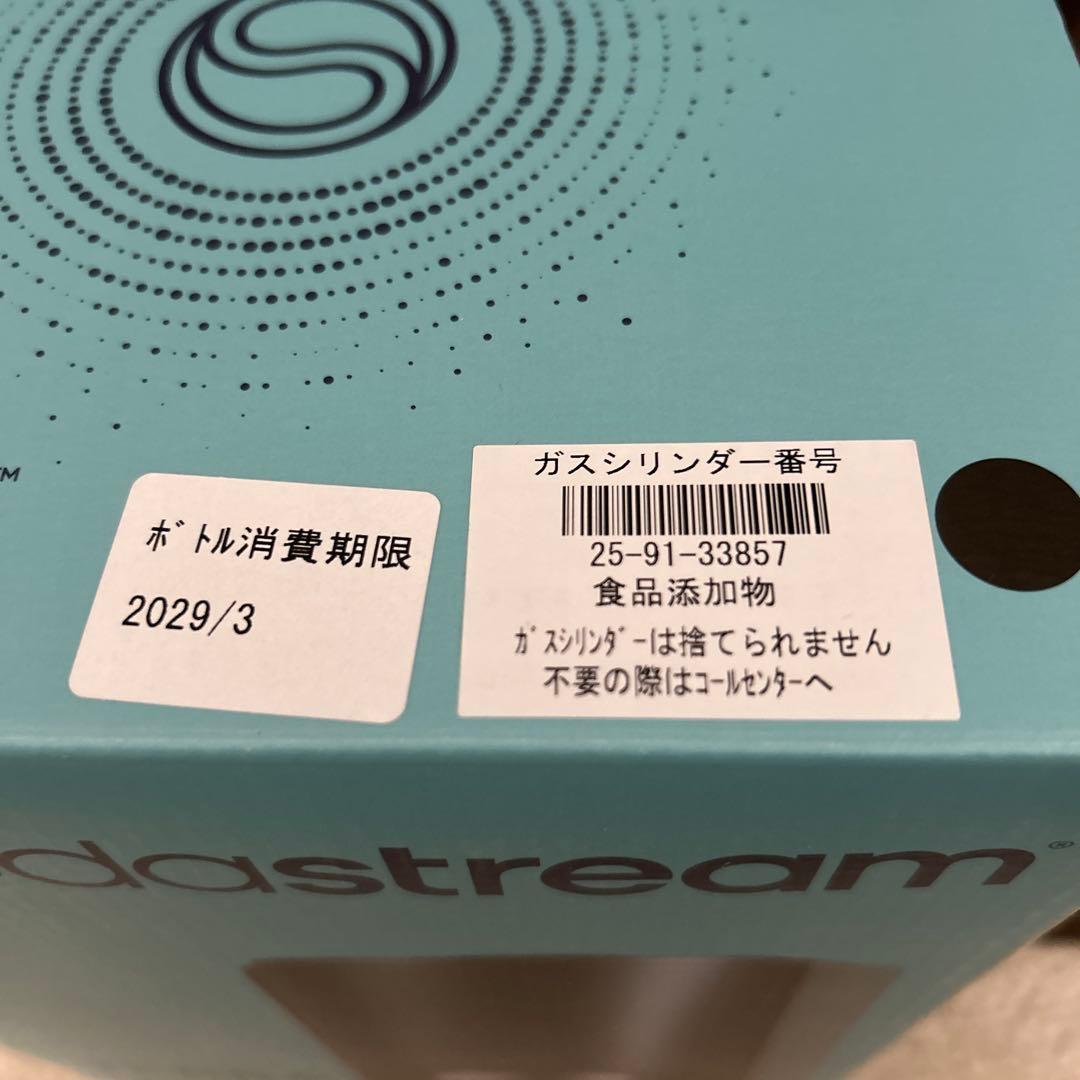 TM
ﾎﾞﾄﾙ消費期限
2029/3
ガスシリンダー番号
25-91-33857
食品添加物
ｶﾞｽｼﾘﾝﾀﾞｰは捨てられません
不要の際はｺｰﾙｾﾝﾀｰへ
dastream®